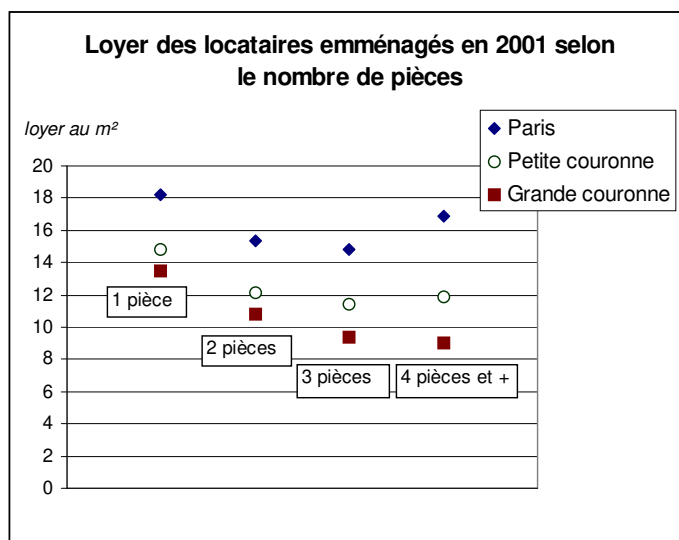 Loyer des locataires emménagés en 2001 selon
le nombre de pièces
loyer au m²
Paris
Petite couronne
Grande couronne
20
18
16
14
12
10
8
6
4
2
0
1 pièce
2 pièces
3 pièces
4 pièces et +